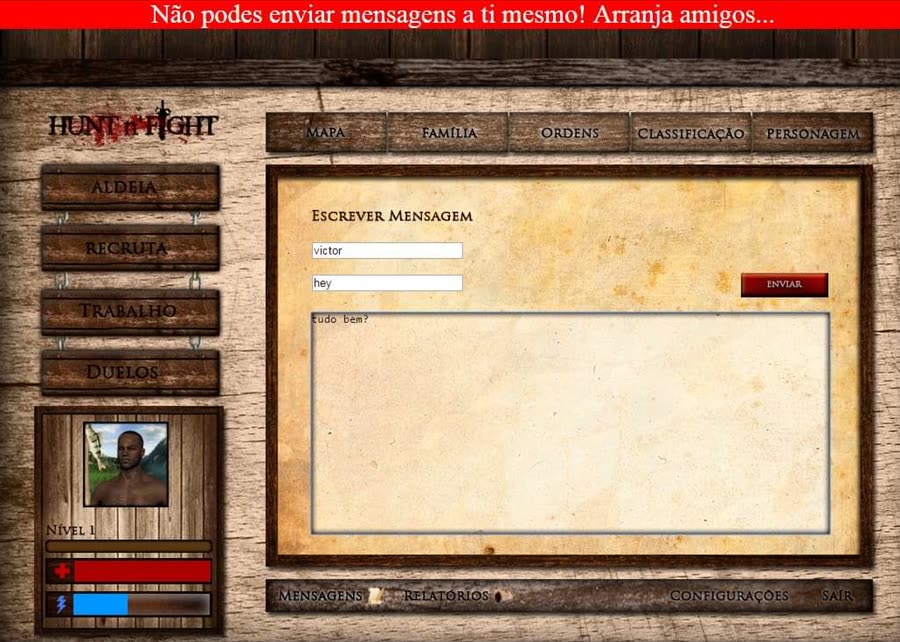 Não podes enviar mensagens a ti mesmo! Arranja amigos...
HUNT n' FIGHT
MAPA
FAMÍLIA
ORDENS
CLASSIFICAÇÃO
PERSONAGEM
ALDEIA
RECRUTA
TRABALHO
DUELOS
ESCREVER MENSAGEM
victor
hey
ENVIAR
tudo bem?
NÍVEL 1
MENSAGENS
RELATÓRIOS
CONFIGURAÇÕES
SAÍR